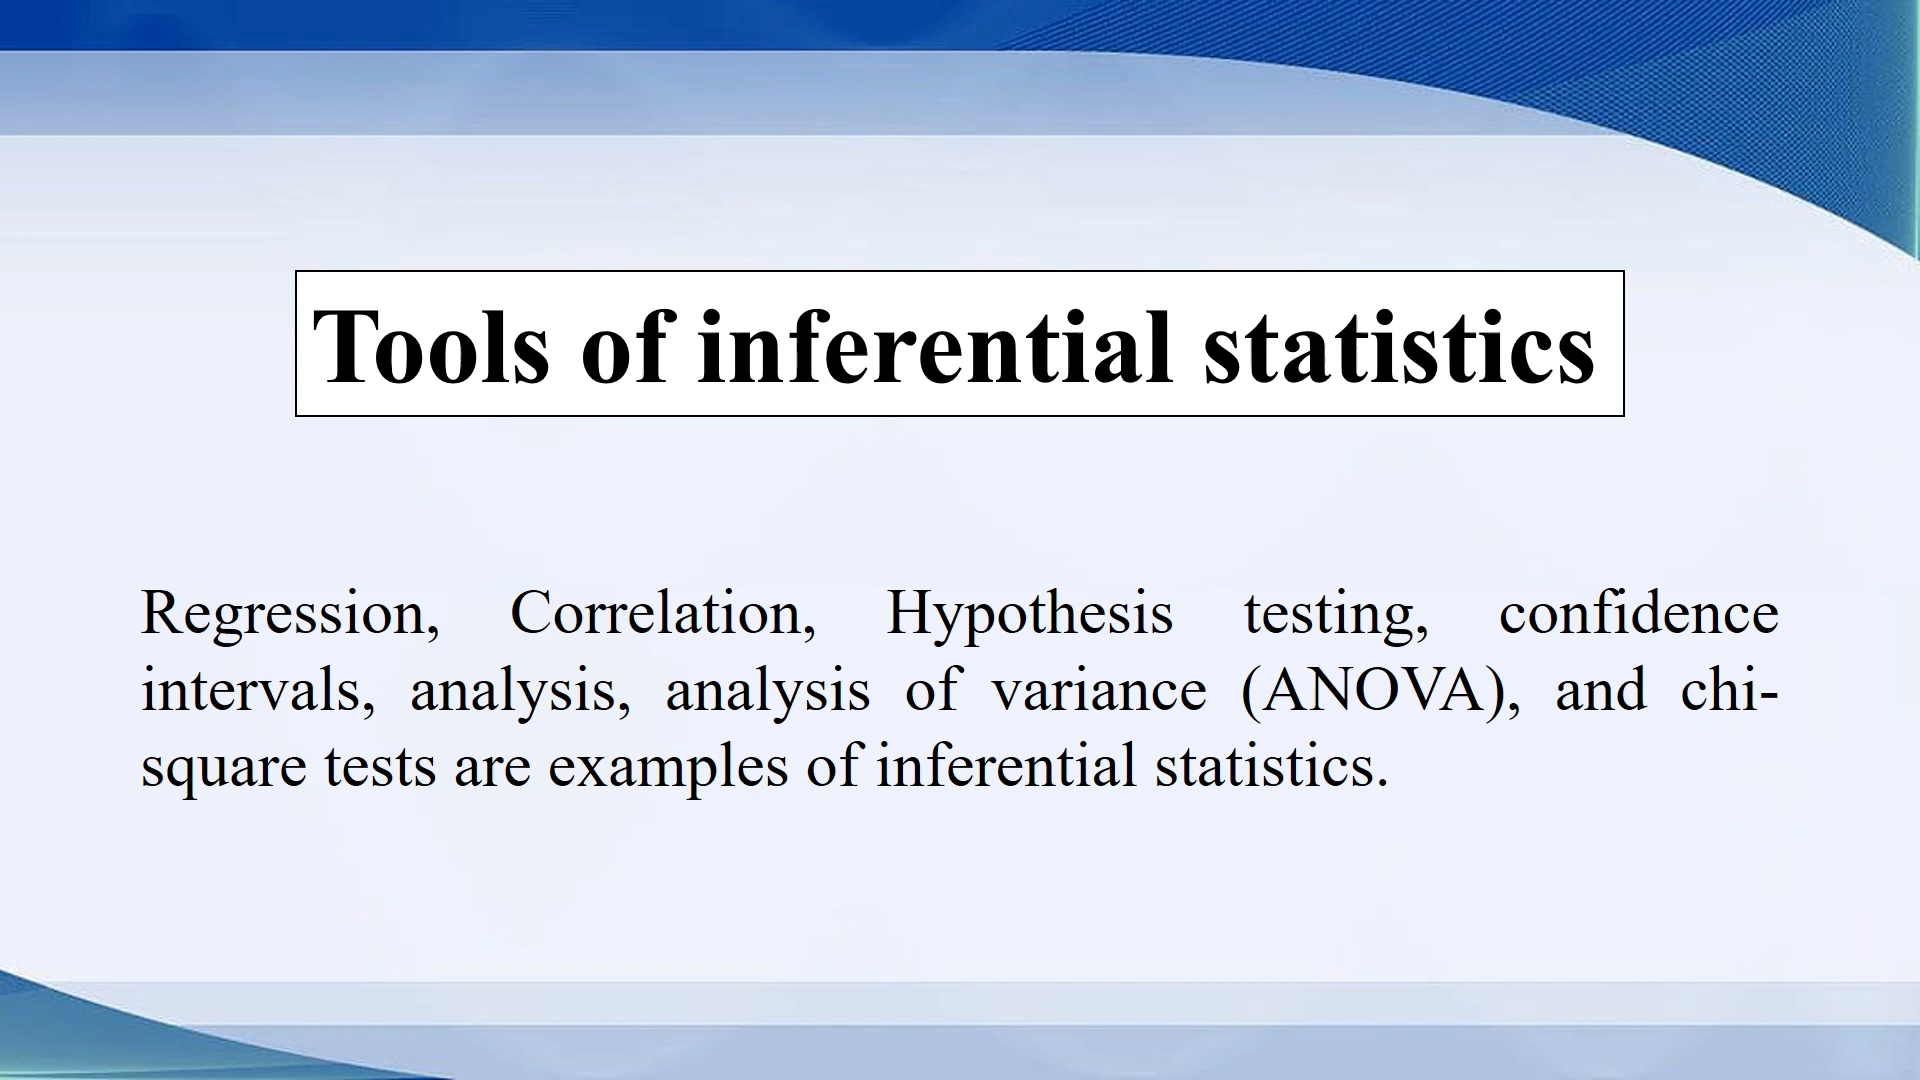 Tools of inferential statistics
Regression, Correlation, Hypothesis testing, confidence
intervals, analysis, analysis of variance (ANOVA), and chi-
square tests are examples of inferential statistics.